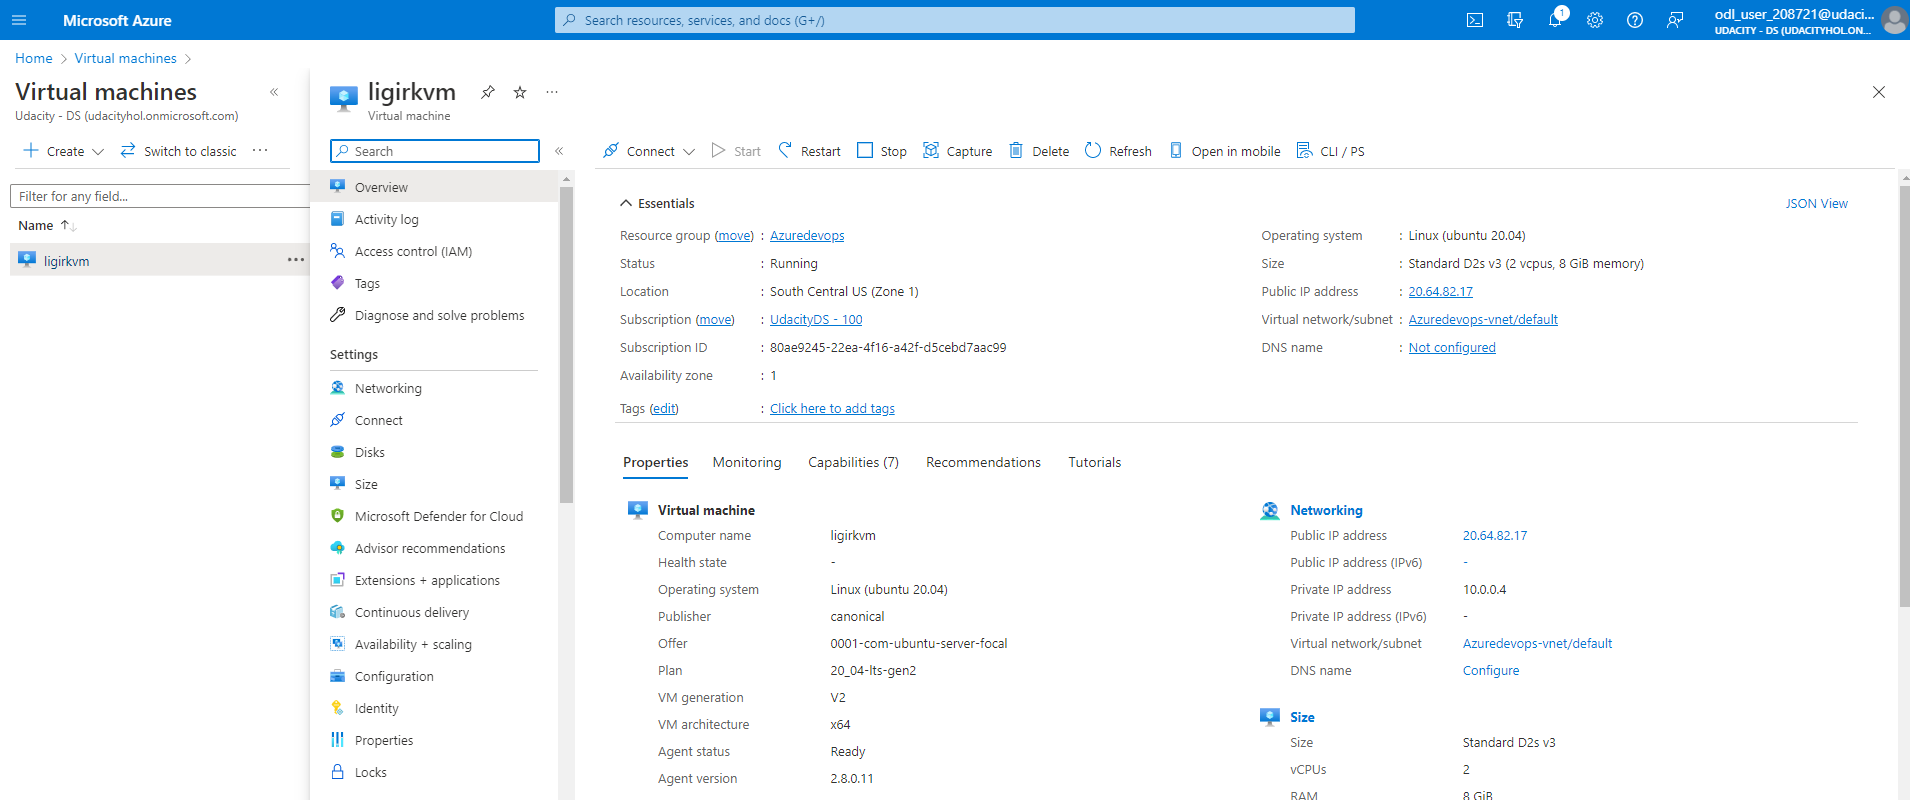 Microsoft Azure
Search resources, services, and docs (G+/)
1
odl_user_208721@udaci...
UDACITY - DS (UDACITYHOL.ON...
Home > Virtual machines >
Virtual machines
Udacity - DS (udacityhol.onmicrosoft.com)
Create
Switch to classic
Filter for any field...
Name
ligirkvm
ligirkvm
Virtual machine
Search
Overview
Activity log
Access control (IAM)
Tags
Diagnose and solve problems
Settings
Networking
Connect
Disks
Size
Microsoft Defender for Cloud
Advisor recommendations
Extensions + applications
Continuous delivery
Availability + scaling
Configuration
Identity
Properties
Locks
Connect
Start
Restart
Stop
Capture
Delete
Refresh
Open in mobile
CLI / PS
Essentials
JSON View
Resource group (move) : Azuredevops
Status : Running
Location : South Central US (Zone 1)
Subscription (move) : UdacityDS - 100
Subscription ID : 80ae9245-22ea-4f16-a42f-d5cebd7aac99
Availability zone : 1
Tags (edit) : Click here to add tags
Operating system : Linux (ubuntu 20.04)
Size : Standard D2s v3 (2 vcpus, 8 GiB memory)
Public IP address : 20.64.82.17
Virtual network/subnet : Azuredevops-vnet/default
DNS name : Not configured
Properties
Monitoring
Capabilities (7)
Recommendations
Tutorials
Virtual machine
Computer name ligirkvm
Health state -
Operating system Linux (ubuntu 20.04)
Publisher canonical
Offer 0001-com-ubuntu-server-focal
Plan 20_04-lts-gen2
VM generation V2
VM architecture x64
Agent status Ready
Agent version 2.8.0.11
Networking
Public IP address 20.64.82.17
Public IP address (IPv6) -
Private IP address 10.0.0.4
Private IP address (IPv6) -
Virtual network/subnet Azuredevops-vnet/default
DNS name Configure
Size
Size Standard D2s v3
vCPUs 2
RAM 8 GiB